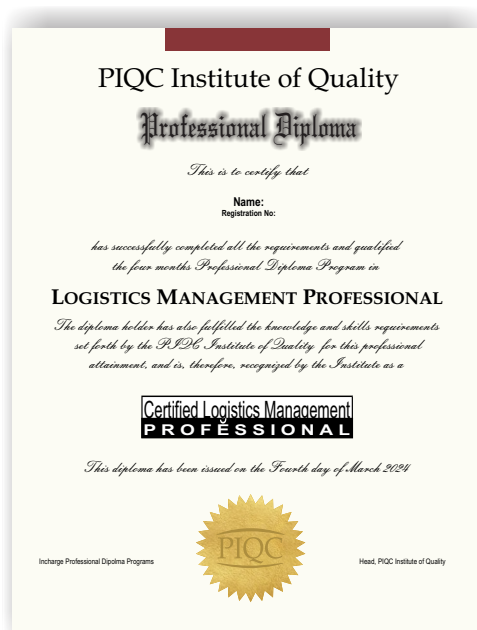 PIQC Institute of Quality
Professional Diploma
This is to certify that
Name:
Registration No:
has successfully completed all the requirements and qualified
the four months Professional Diploma Program in
LOGISTICS MANAGEMENT PROFESSIONAL
The diploma holder has also fulfilled the knowledge and skills requirements
set forth by the PIQC Institute of Quality for this professional
attainment, and is, therefore, recognized by the Institute as a
Certified Logistics Management
PROFESSIONAL
This diploma has been issued on the Fourth day of March 2024
PIQC
Incharge Professional Dipolma Programs
Head, PIQC Institute of Quality